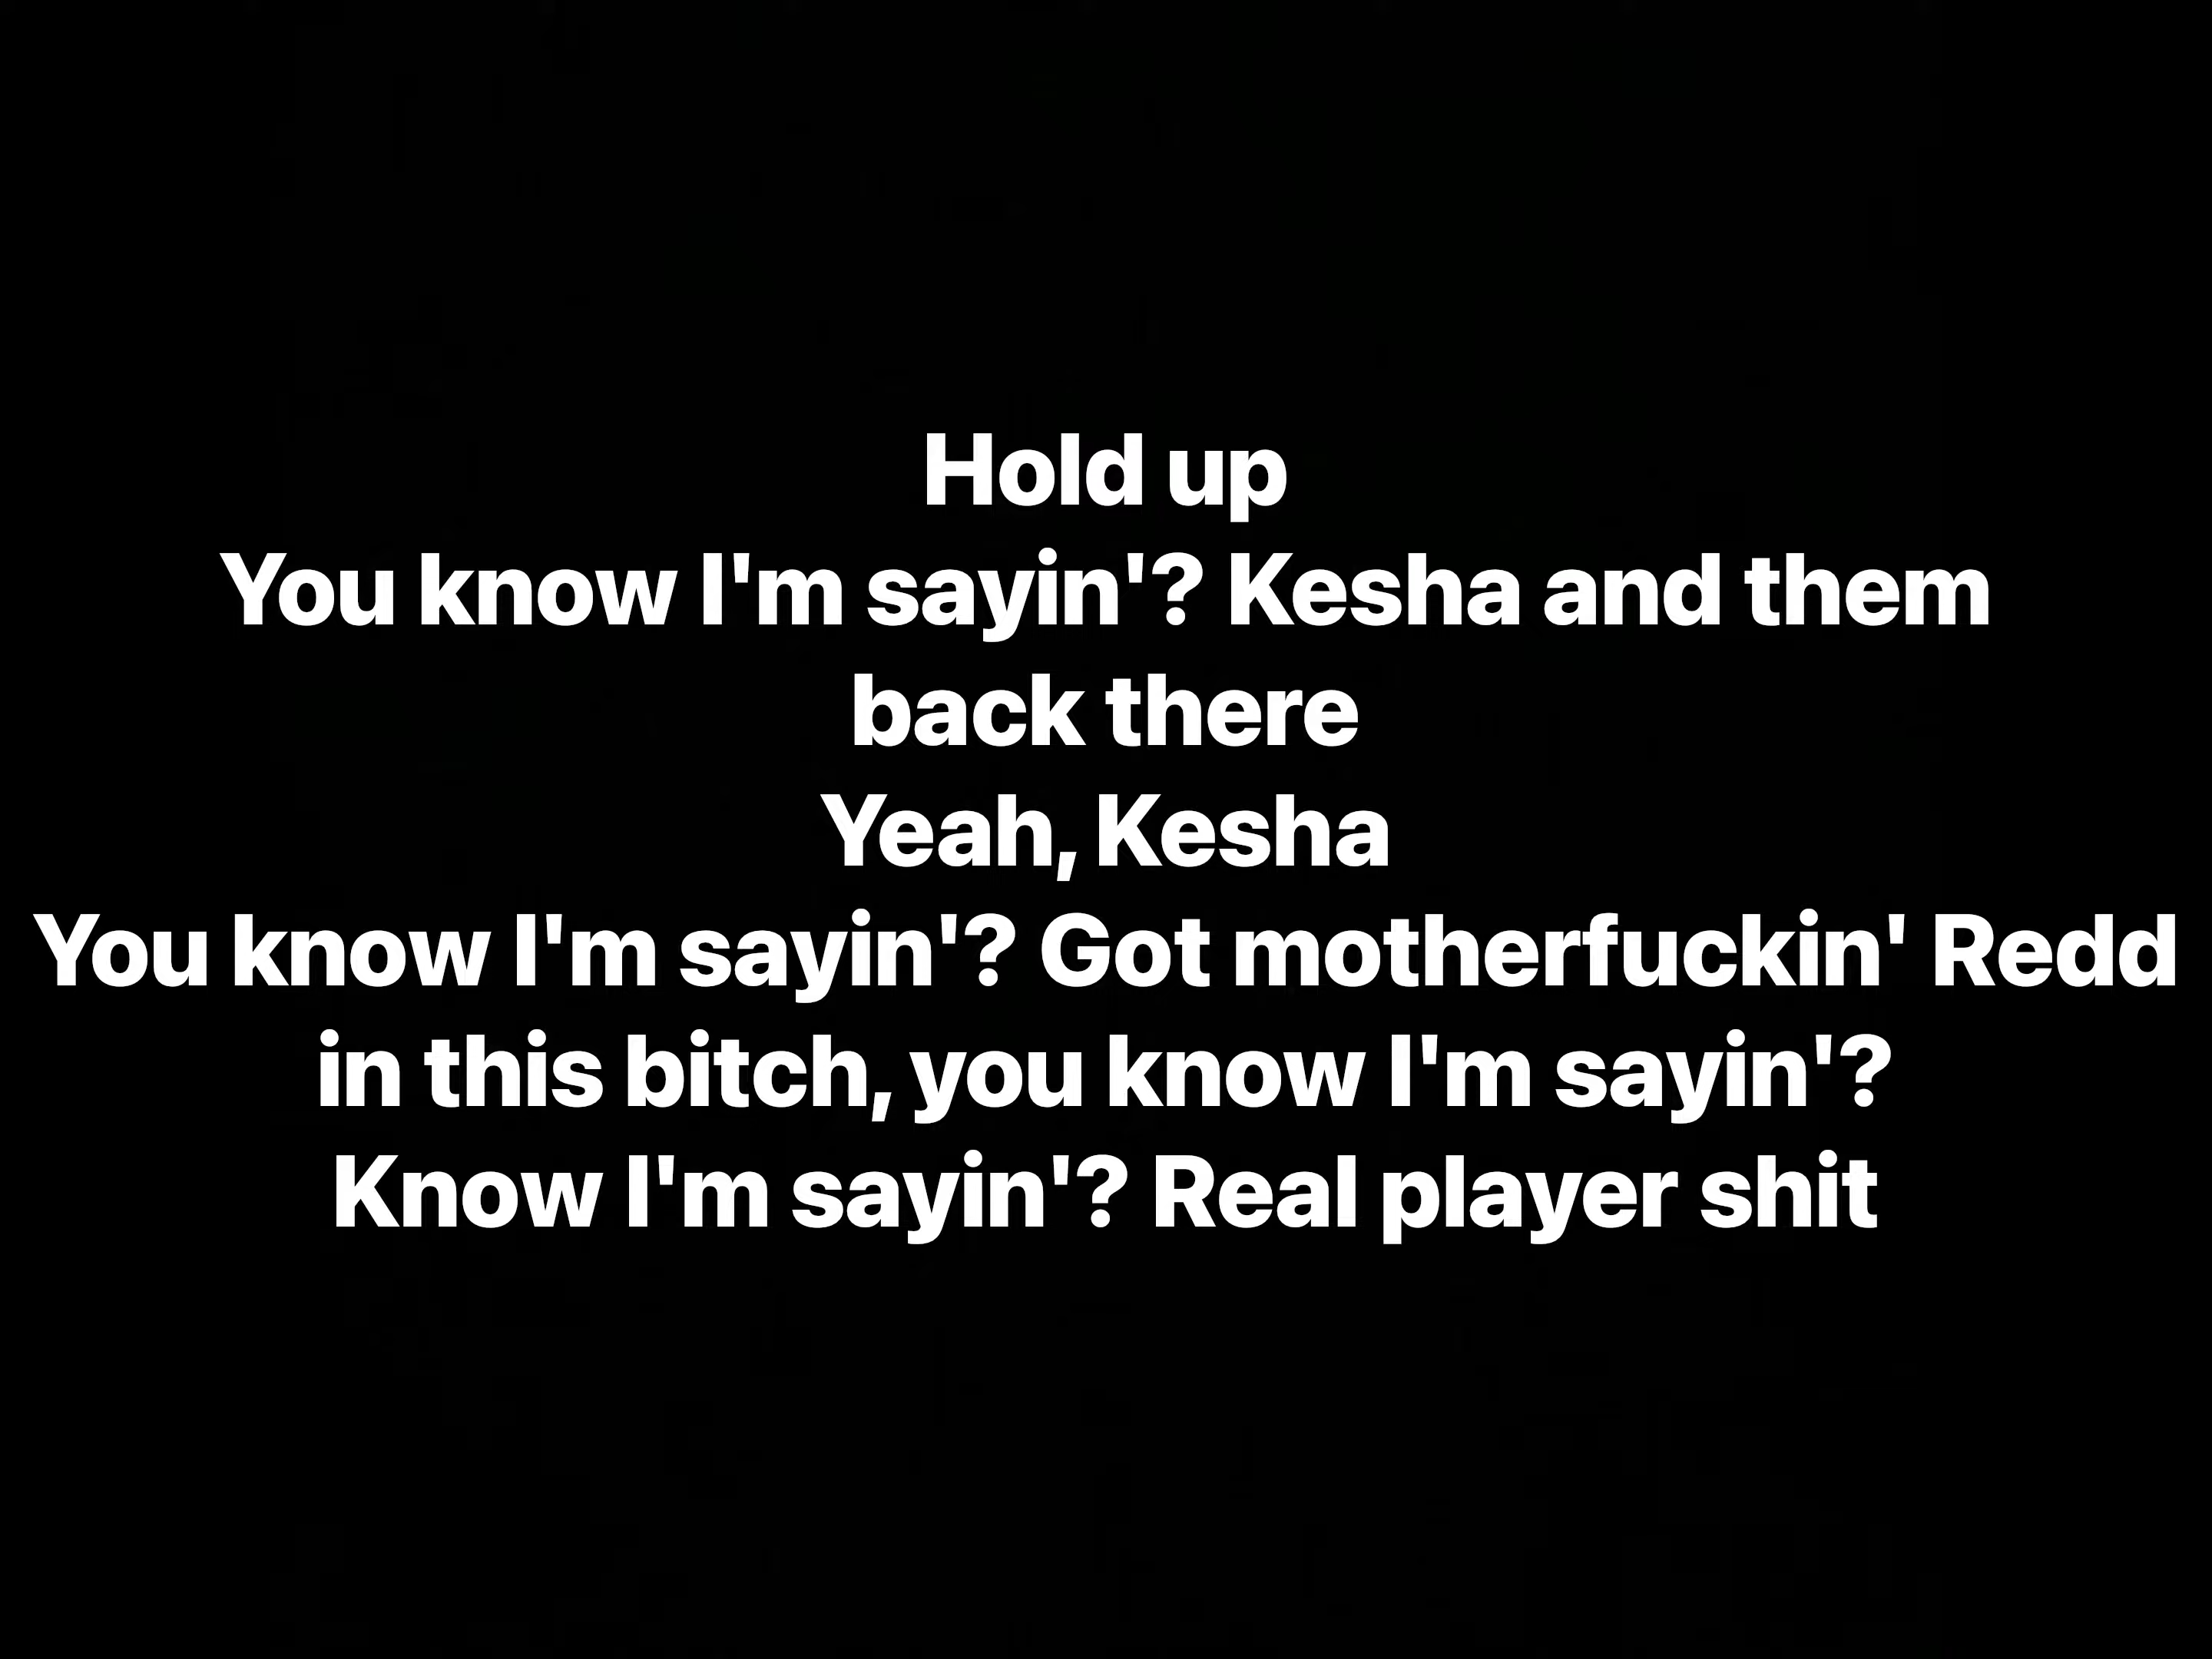 Hold up
You know I'm sayin'? Kesha and them
back there
Yeah, Kesha
You know I'm sayin'? Got motherfuckin' Redd
in this bitch, you know I'm sayin'?
Know I'm sayin'? Real player shit